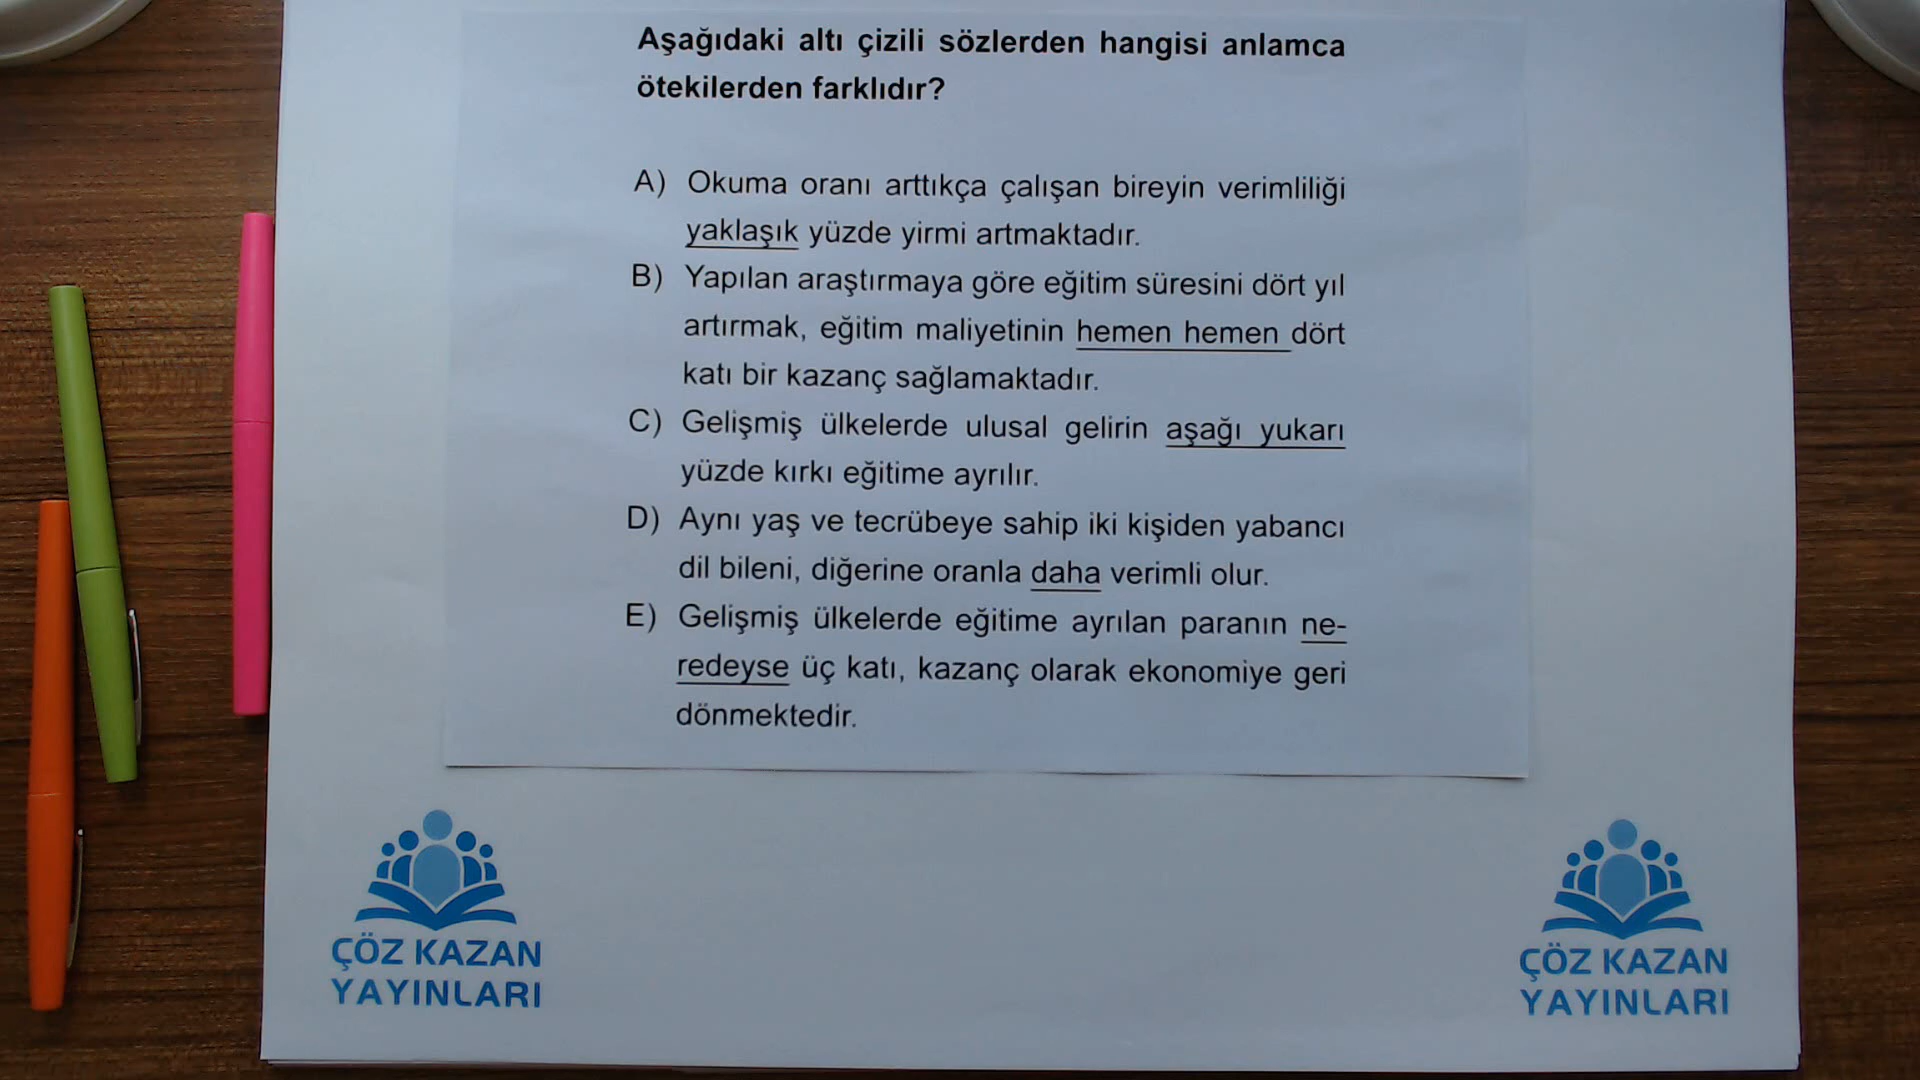 Aşağıdaki altı çizili sözlerden hangisi anlamca
ötekilerden farklıdır?
A) Okuma oranı arttıkça çalışan bireyin verimliliği
yaklaşık yüzde yirmi artmaktadır.
B) Yapılan araştırmaya göre eğitim süresini dört yıl
artırmak, eğitim maliyetinin hemen hemen dört
katı bir kazanç sağlamaktadır.
C) Gelişmiş ülkelerde ulusal gelirin aşağı yukarı
yüzde kırkı eğitime ayrılır.
D) Aynı yaş ve tecrübeye sahip iki kişiden yabancı
dil bileni, diğerine oranla daha verimli olur.
E) Gelişmiş ülkelerde eğitime ayrılan paranın ne-
redeyse üç katı, kazanç olarak ekonomiye geri
dönmektedir.
ÇÖZ KAZAN
YAYINLARI
ÇÖZ KAZAN
YAYINLARI